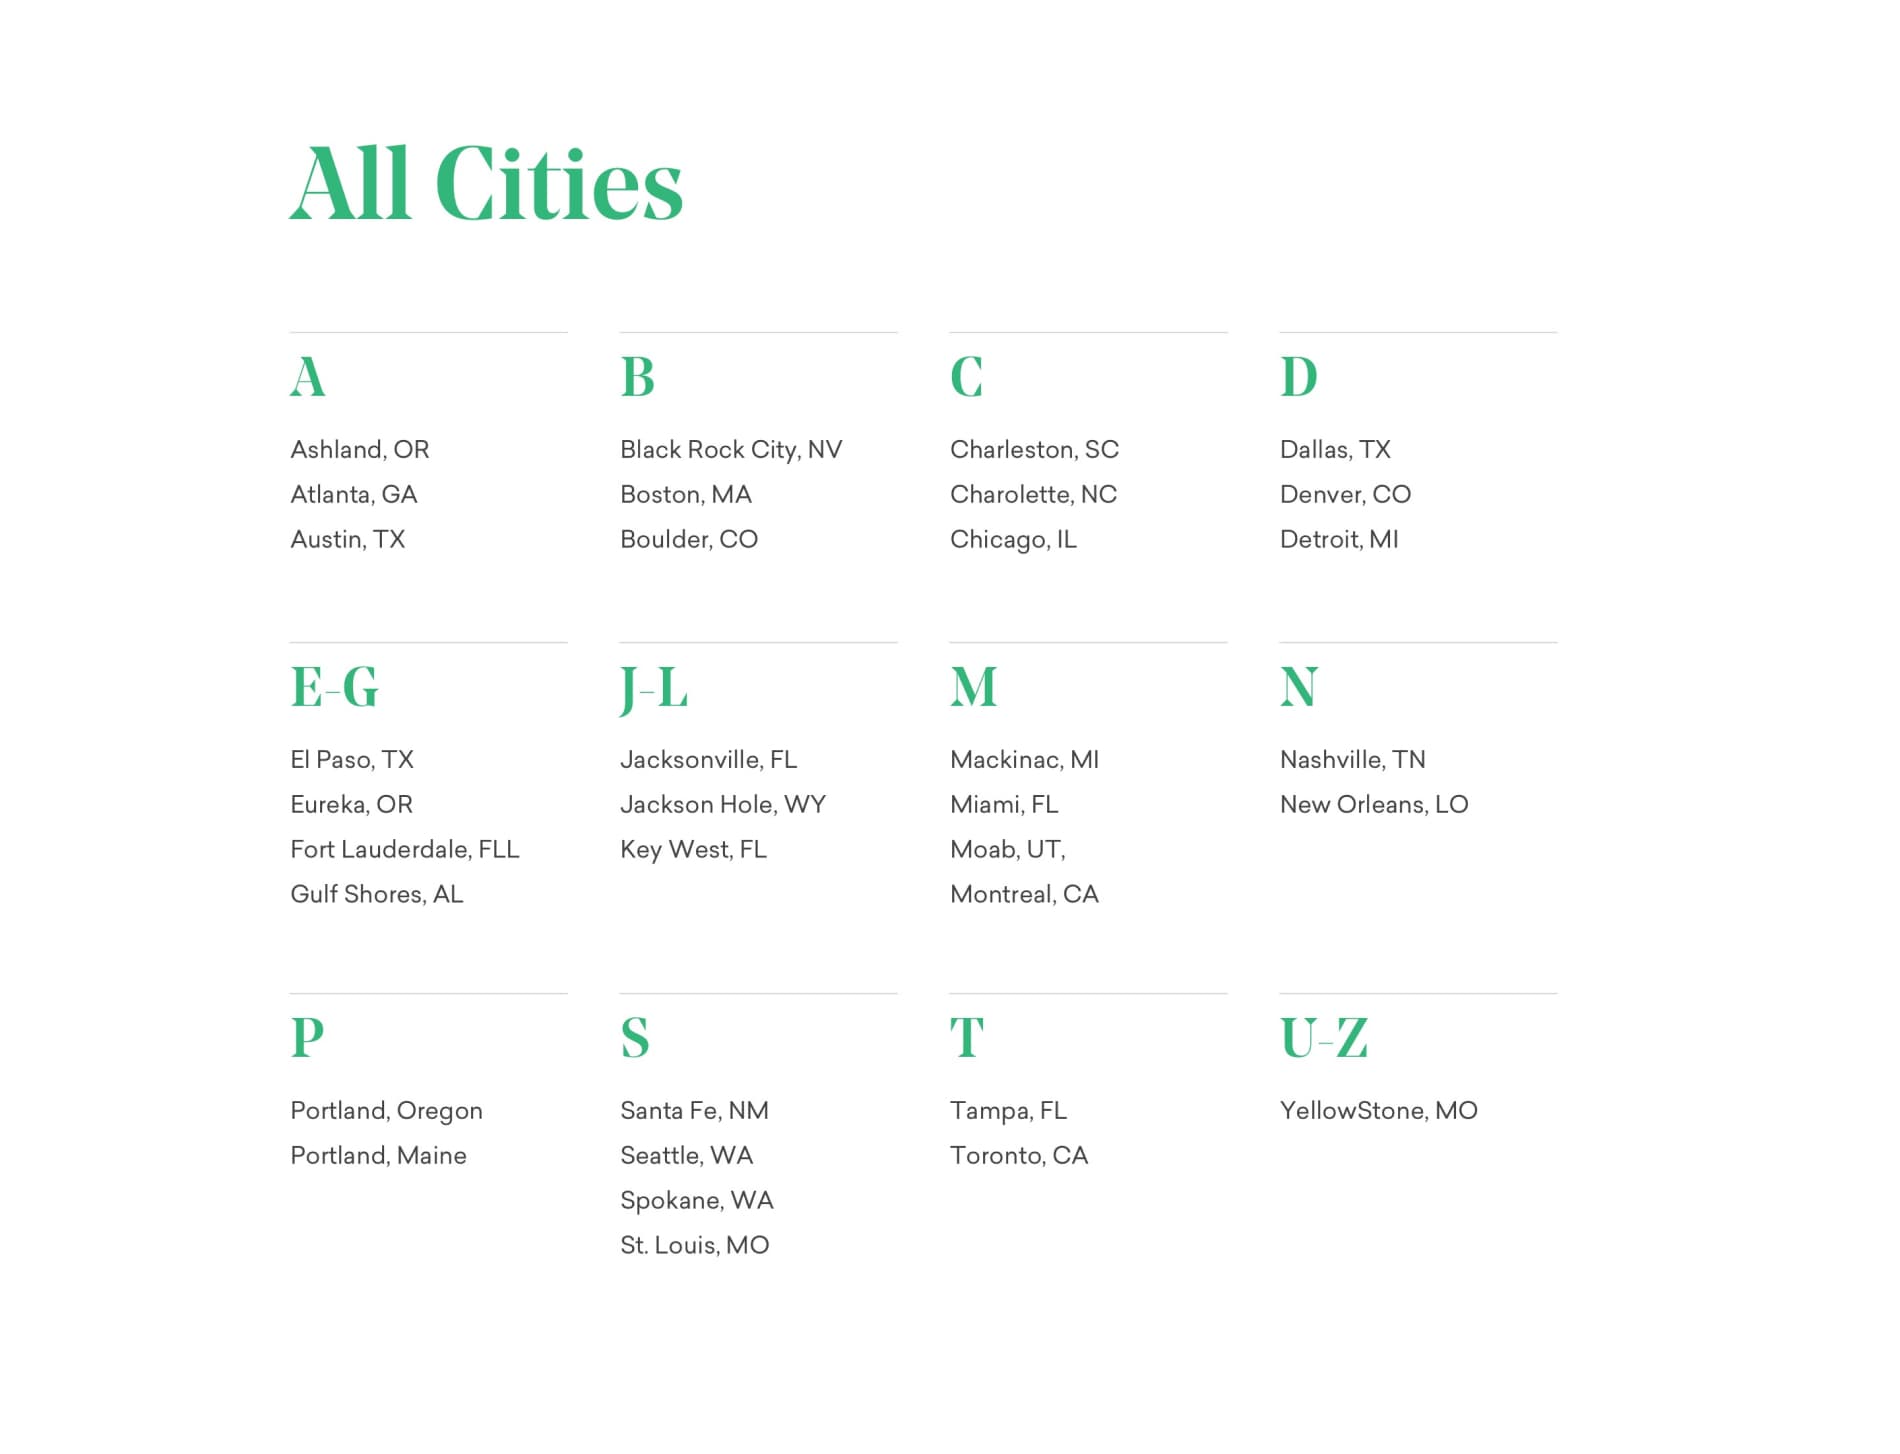 All Cities
A
Ashland, OR
Atlanta, GA
Austin, TX
B
Black Rock City, NV
Boston, MA
Boulder, CO
C
Charleston, SC
Charolette, NC
Chicago, IL
D
Dallas, TX
Denver, CO
Detroit, MI
E-G
El Paso, TX
Eureka, OR
Fort Lauderdale, FLL
Gulf Shores, AL
J-L
Jacksonville, FL
Jackson Hole, WY
Key West, FL
M
Mackinac, MI
Miami, FL
Moab, UT,
Montreal, CA
N
Nashville, TN
New Orleans, LO
P
Portland, Oregon
Portland, Maine
S
Santa Fe, NM
Seattle, WA
Spokane, WA
St. Louis, MO
T
Tampa, FL
Toronto, CA
U-Z
YellowStone, MO